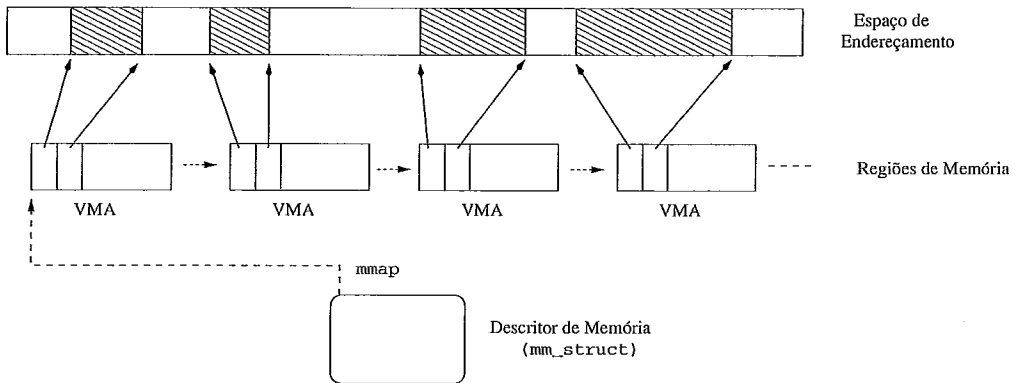 Espaço de
Endereçamento
Regiões de Memória
VMA
VMA
VMA
VMA
mmap
Descritor de Memória
(mm_struct)